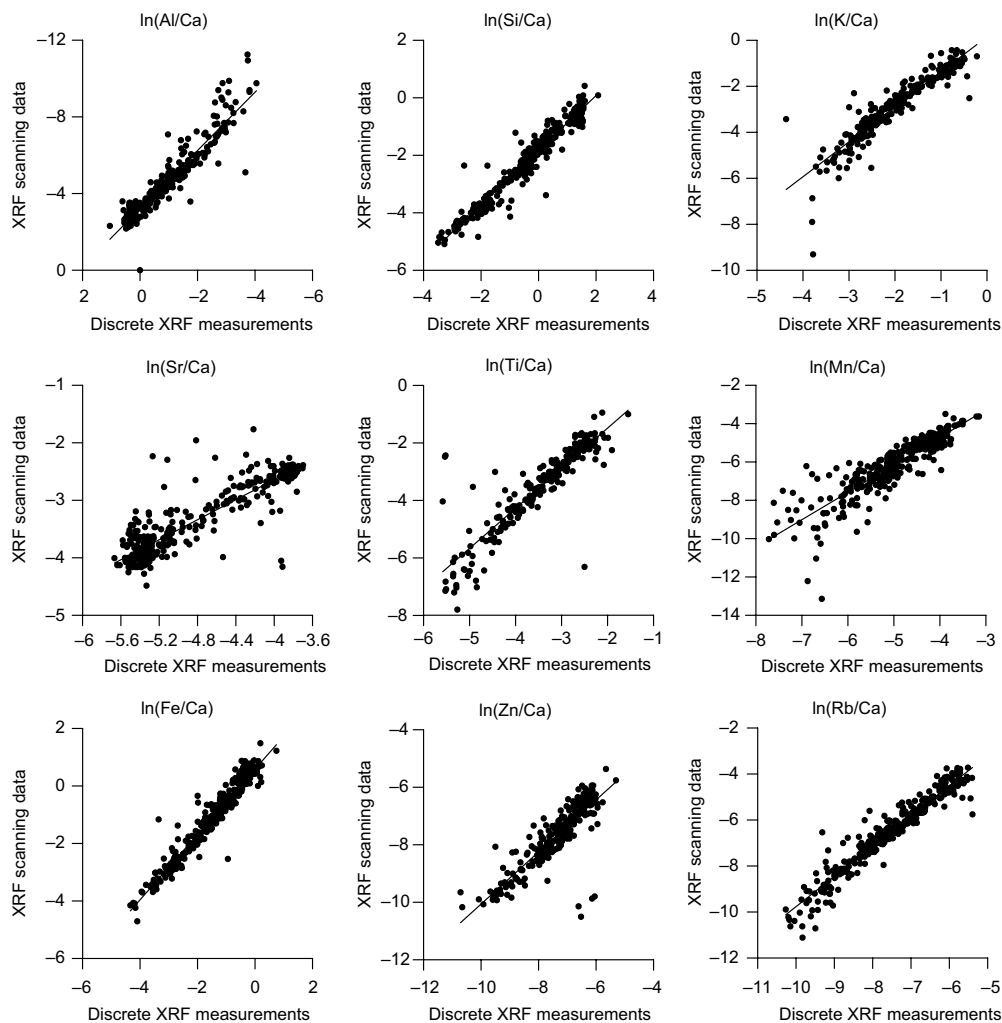 ln(Al/Ca)
ln(Si/Ca)
ln(K/Ca)
XRF scanning data
–12
–8
–4
0
2 0 –2 –4 –6
Discrete XRF measurements
XRF scanning data
2
0
–2
–4
–6
–4 –2 0 2 4
Discrete XRF measurements
XRF scanning data
0
–2
–4
–6
–8
–10
–5 –4 –3 –2 –1 0
Discrete XRF measurements
ln(Sr/Ca)
ln(Ti/Ca)
ln(Mn/Ca)
XRF scanning data
–1
–2
–3
–4
–5
–6 –5.6 –5.2 –4.8 –4.4 –4 –3.6
Discrete XRF measurements
XRF scanning data
0
–2
–4
–6
–8
–6 –5 –4 –3 –2 –1
Discrete XRF measurements
XRF scanning data
–2
–4
–6
–8
–10
–12
–14
–8 –7 –6 –5 –4 –3
Discrete XRF measurements
ln(Fe/Ca)
ln(Zn/Ca)
ln(Rb/Ca)
XRF scanning data
2
0
–2
–4
–6
–6 –4 –2 0 2
Discrete XRF measurements
XRF scanning data
–4
–6
–8
–10
–12
–12 –10 –8 –6 –4
Discrete XRF measurements
XRF scanning data
–2
–4
–6
–8
–10
–12
–11 –10 –9 –8 –7 –6 –5
Discrete XRF measurements